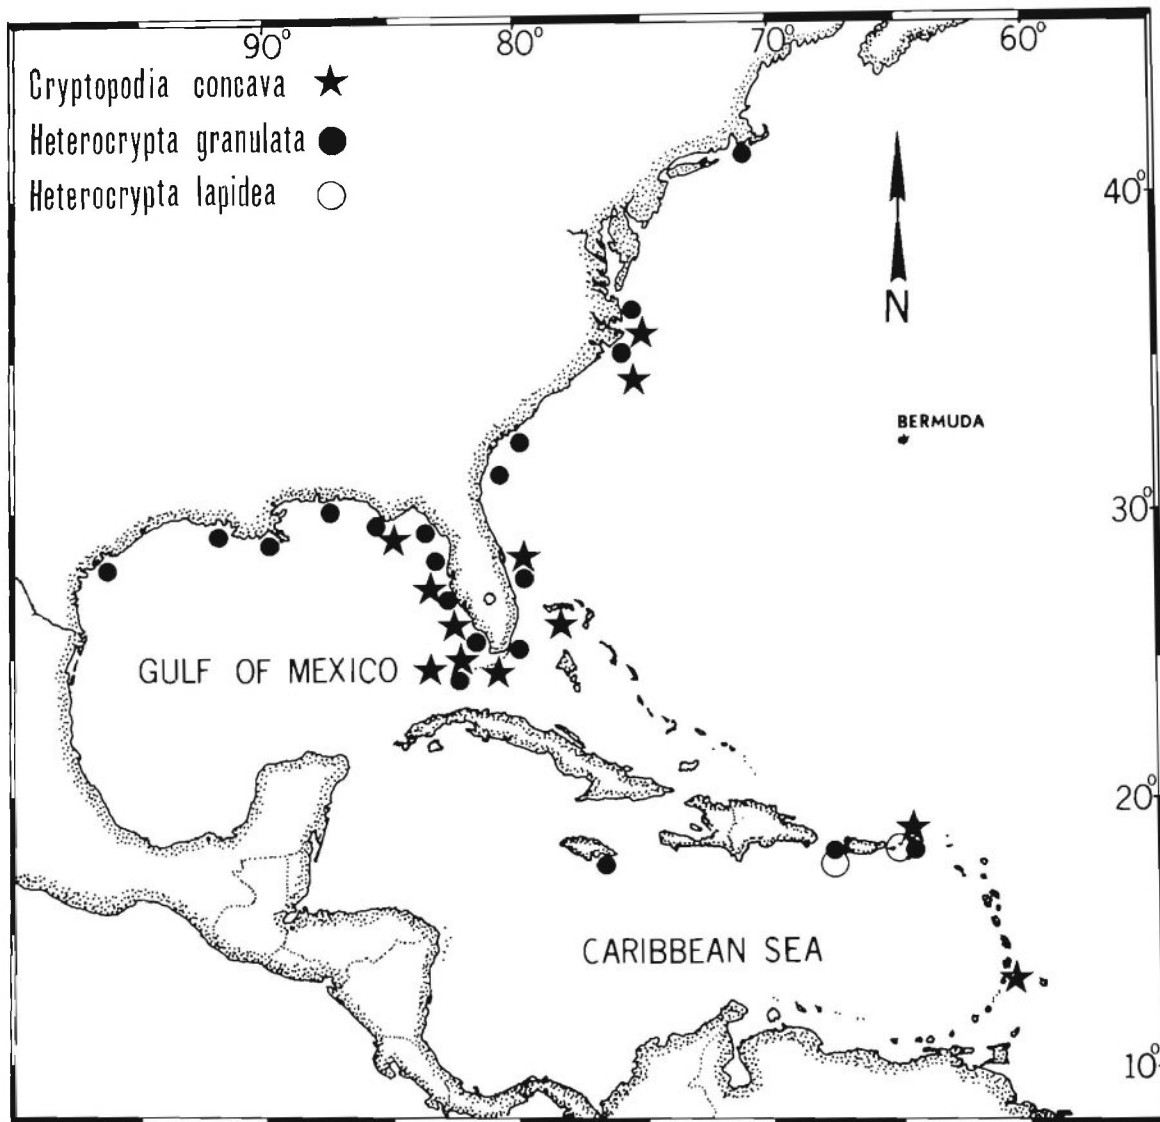 90° 80° 70° 60°
Cryptopodia concava
Heterocrypta granulata
Heterocrypta lapidea
40°
N
BERMUDA
30°
GULF OF MEXICO
20°
CARIBBEAN SEA
10°